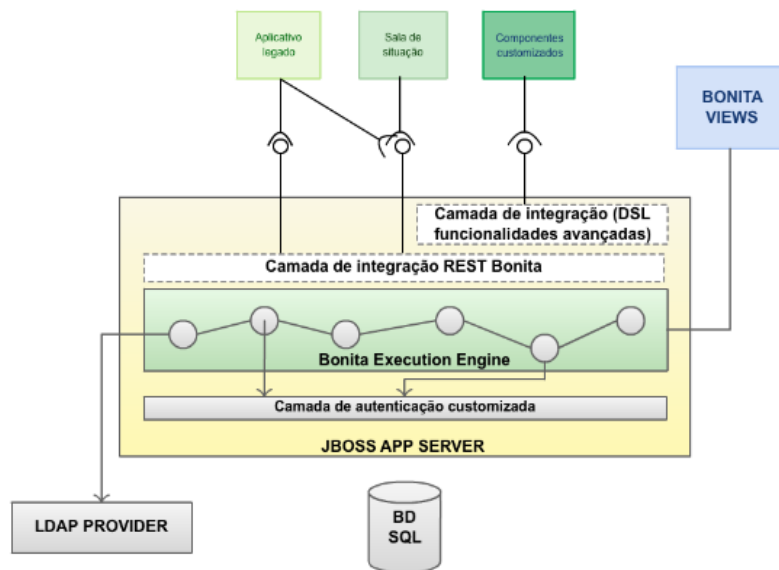 Aplicativo
legado
Sala de
situação
Componentes
customizados
BONITA
VIEWS
Camada de integração (DSL
funcionalidades avançadas)
Camada de integração REST Bonita
Bonita Execution Engine
Camada de autenticação customizada
JBOSS APP SERVER
LDAP PROVIDER
BD
SQL